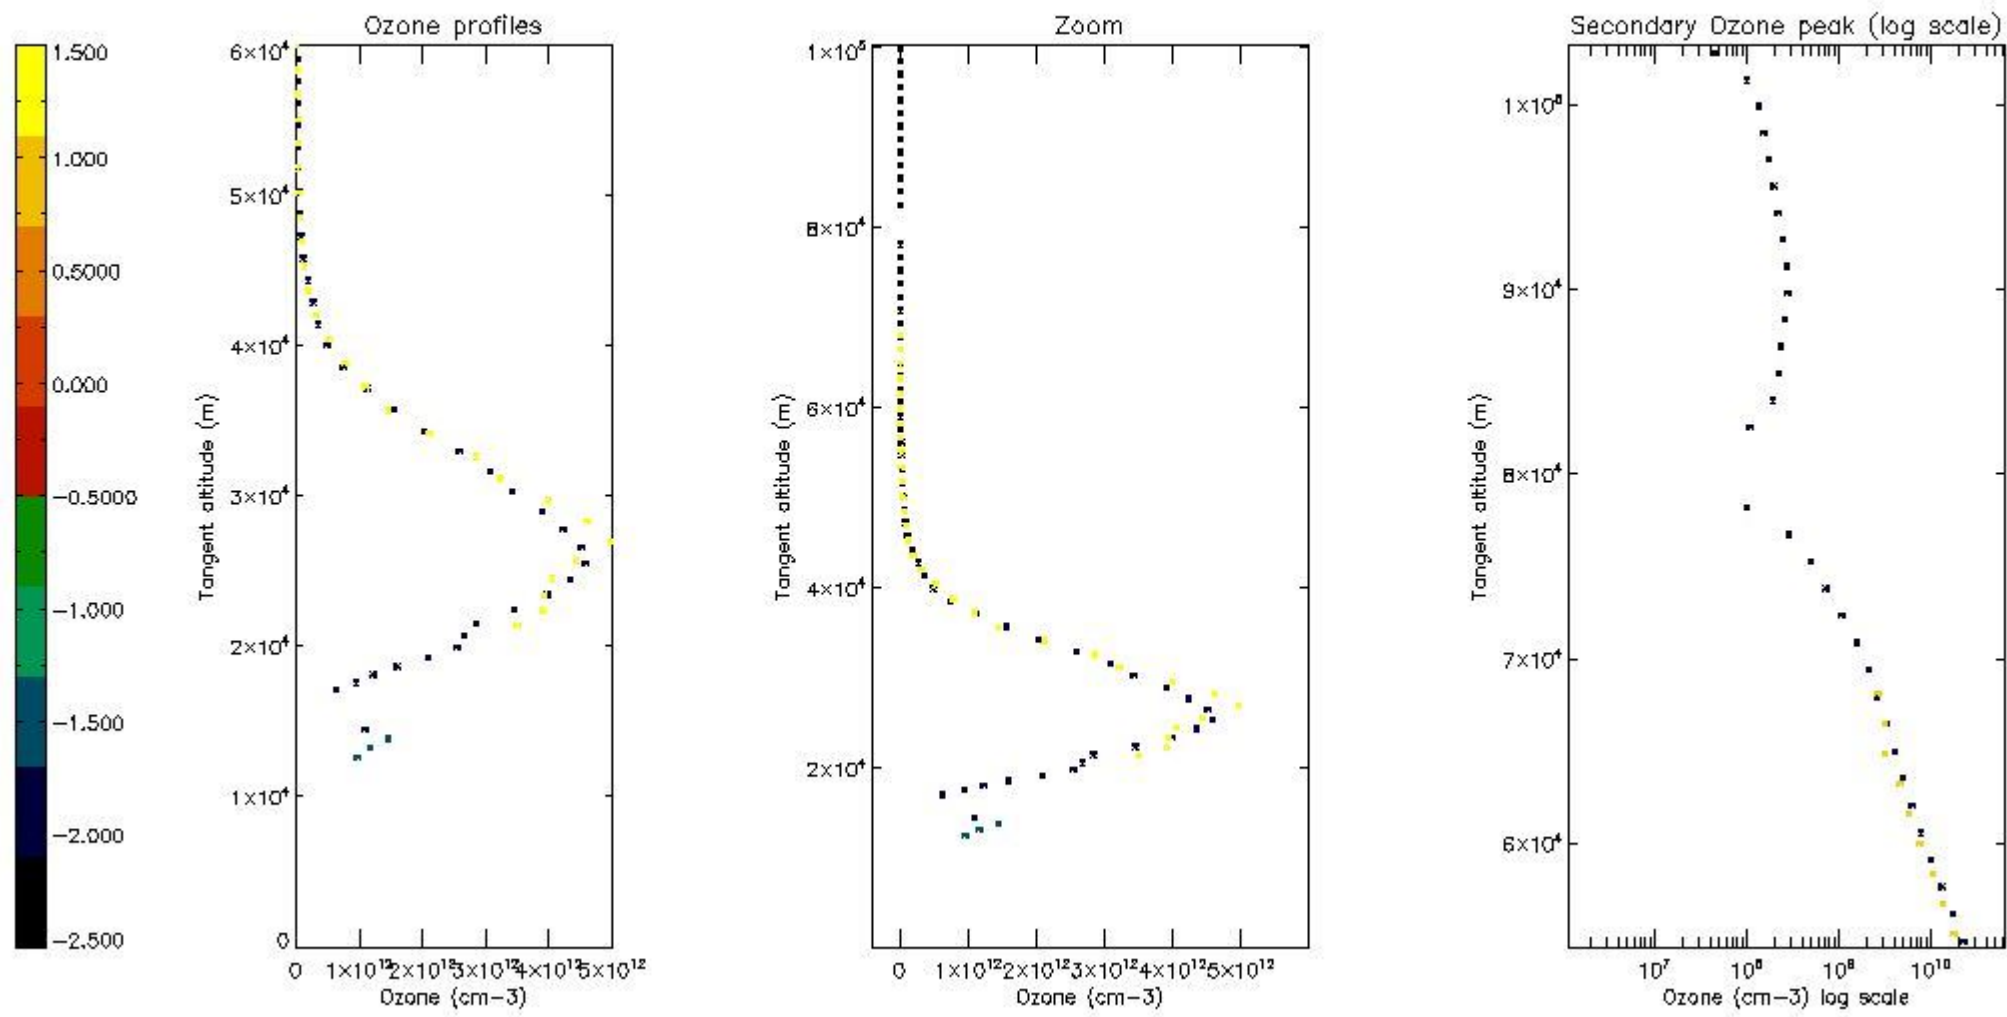 Ozone profiles
Zoom
Secondary Ozone peak (log scale)
1.500
1.000
0.5000
0.000
−0.5000
−1.000
−1.500
−2.000
−2.500
6×10⁴
5×10⁴
4×10⁴
3×10⁴
2×10⁴
1×10⁴
0
Tangent altitude (m)
0 1×10¹² 2×10¹² 3×10¹² 4×10¹² 5×10¹²
Ozone (cm−3)
1×10⁵
8×10⁴
6×10⁴
4×10⁴
2×10⁴
Tangent altitude (m)
0 1×10¹² 2×10¹² 3×10¹² 4×10¹² 5×10¹²
Ozone (cm−3)
9×10⁴
8×10⁴
7×10⁴
6×10⁴
Tangent altitude (m)
10⁷ 10¹⁰
Ozone (cm−3) log scale